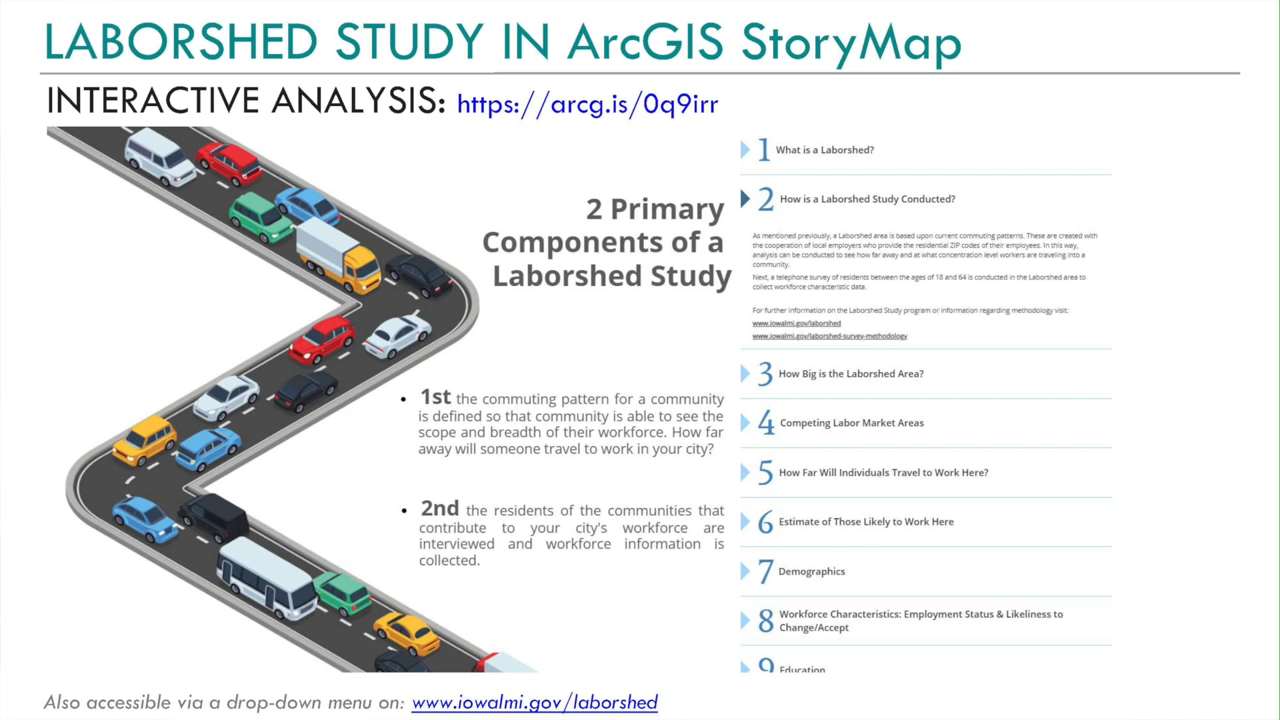 LABORSHED STUDY IN ArcGIS StoryMap
INTERACTIVE ANALYSIS: https://arcg.is/0q9irr
2 Primary
Components of a
Laborshed Study
• 1st the commuting pattern for a community
is defined so that community is able to see the
scope and breadth of their workforce. How far
away will someone travel to work in your city?
• 2nd the residents of the communities that
contribute to your city's workforce are
interviewed and workforce information is
collected.
1 What is a Laborshed?
2 How is a Laborshed Study Conducted?
As mentioned previously, a Laborshed area is based upon current commuting patterns. These are created with
the cooperation of local employers who provide the residential ZIP codes of their employees. In this way,
analysis can be conducted to see how far away and at what concentration level workers are traveling into a
community.
Next, a telephone survey of residents between the ages of 18 and 64 is conducted in the Laborshed area to
collect workforce characteristic data.
For further information on the Laborshed Study program or information regarding methodology visit:
www.iowalmi.gov/laborshed
www.iowalmi.gov/laborshed-survey-methodology
3 How Big is the Laborshed Area?
4 Competing Labor Market Areas
5 How Far Will Individuals Travel to Work Here?
6 Estimate of Those Likely to Work Here
7 Demographics
8 Workforce Characteristics: Employment Status & Likeliness to
Change/Accept
9 Education
Also accessible via a drop-down menu on: www.iowalmi.gov/laborshed